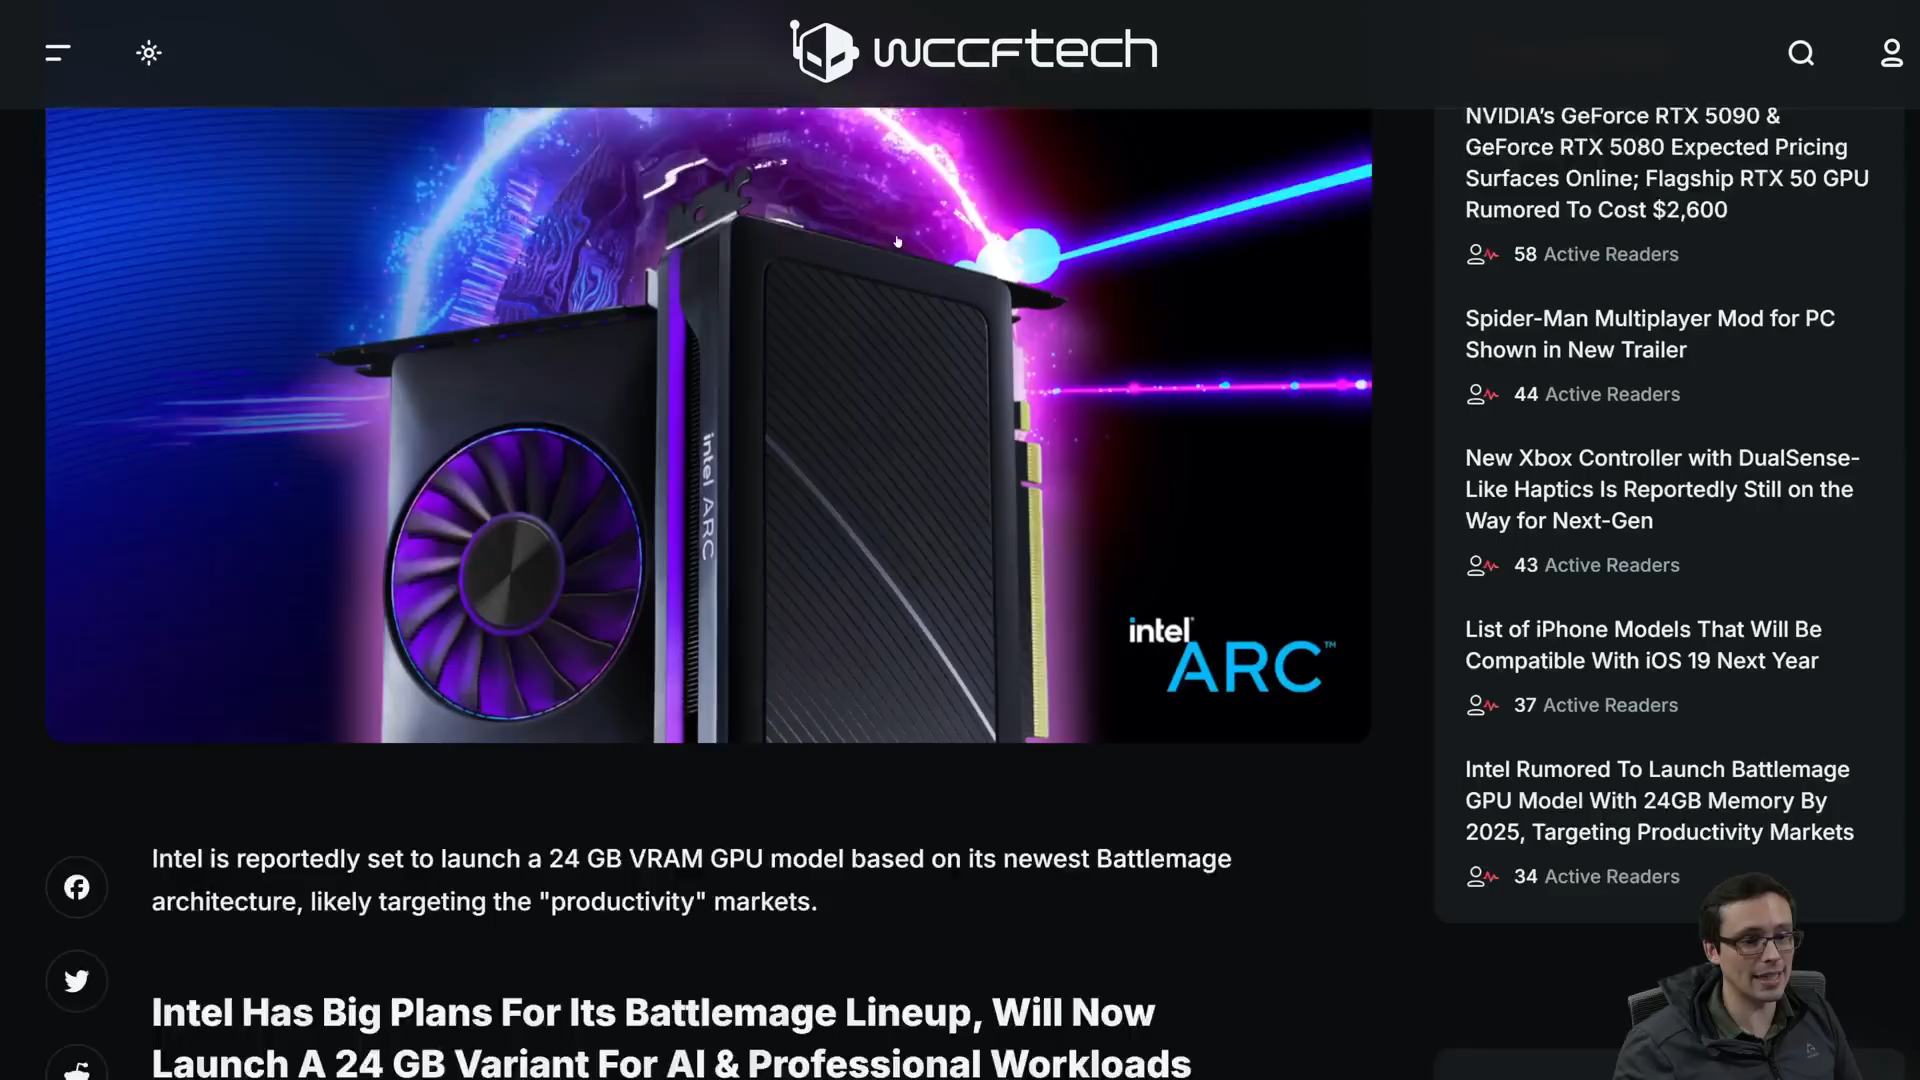 wccftech
intel ARC
intel
ARC™
Intel is reportedly set to launch a 24 GB VRAM GPU model based on its newest Battlemage
architecture, likely targeting the "productivity" markets.
Intel Has Big Plans For Its Battlemage Lineup, Will Now
Launch A 24 GB Variant For AI & Professional Workloads
NVIDIA's GeForce RTX 5090 &
GeForce RTX 5080 Expected Pricing
Surfaces Online; Flagship RTX 50 GPU
Rumored To Cost $2,600
58 Active Readers
Spider-Man Multiplayer Mod for PC
Shown in New Trailer
44 Active Readers
New Xbox Controller with DualSense-
Like Haptics Is Reportedly Still on the
Way for Next-Gen
43 Active Readers
List of iPhone Models That Will Be
Compatible With iOS 19 Next Year
37 Active Readers
Intel Rumored To Launch Battlemage
GPU Model With 24GB Memory By
2025, Targeting Productivity Markets
34 Active Readers